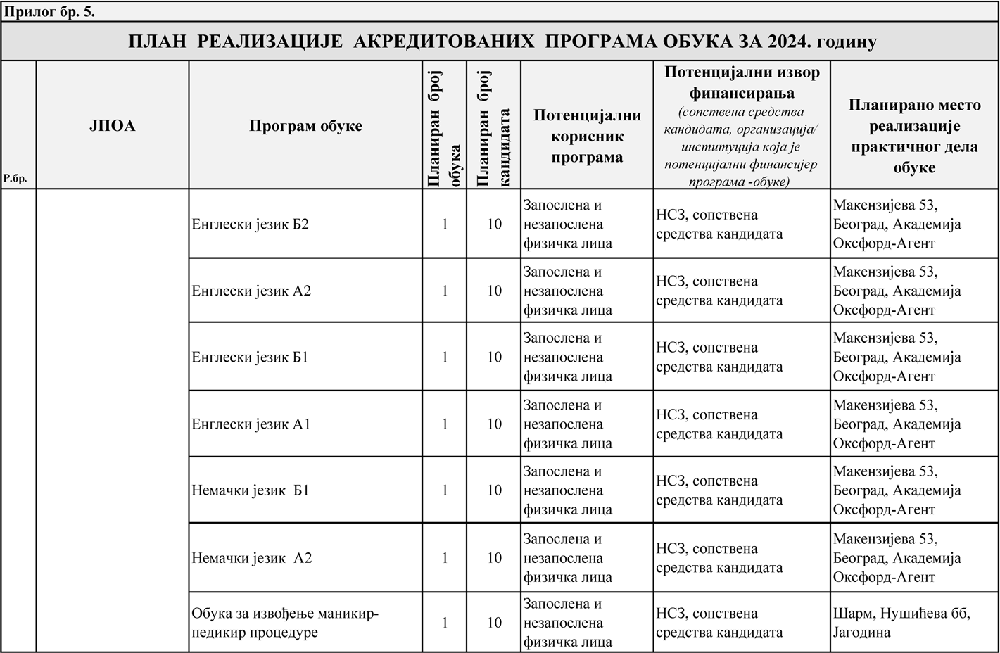 Прилог бр. 5.
ПЛАН РЕАЛИЗАЦИЈЕ АКРЕДИТОВАНИХ ПРОГРАМА ОБУКА ЗА 2024. годину
Р.бр.
ЈПОА
Програм обуке
Планиран број
обука
Планиран број
кандидата
Потенцијални
корисник
програма
Потенцијални извор
финансирања
(сопствена средства
кандидата, организација/
институција која је
потенцијални финансијер
програма -обуке)
Планирано место
реализације
практичног дела
обуке
Енглески језик Б2
1
10
Запослена и
незапослена
физичка лица
НСЗ, сопствена
средства кандидата
Макензијева 53,
Београд, Академија
Оксфорд-Агент
Енглески језик А2
1
10
Запослена и
незапослена
физичка лица
НСЗ, сопствена
средства кандидата
Макензијева 53,
Београд, Академија
Оксфорд-Агент
Енглески језик Б1
1
10
Запослена и
незапослена
физичка лица
НСЗ, сопствена
средства кандидата
Макензијева 53,
Београд, Академија
Оксфорд-Агент
Енглески језик А1
1
10
Запослена и
незапослена
физичка лица
НСЗ, сопствена
средства кандидата
Макензијева 53,
Београд, Академија
Оксфорд-Агент
Немачки језик Б1
1
10
Запослена и
незапослена
физичка лица
НСЗ, сопствена
средства кандидата
Макензијева 53,
Београд, Академија
Оксфорд-Агент
Немачки језик А2
1
10
Запослена и
незапослена
физичка лица
НСЗ, сопствена
средства кандидата
Макензијева 53,
Београд, Академија
Оксфорд-Агент
Обука за извођење маникир-
педикир процедуре
1
10
Запослена и
незапослена
физичка лица
НСЗ, сопствена
средства кандидата
Шарм, Нушићева бб,
Јагодина